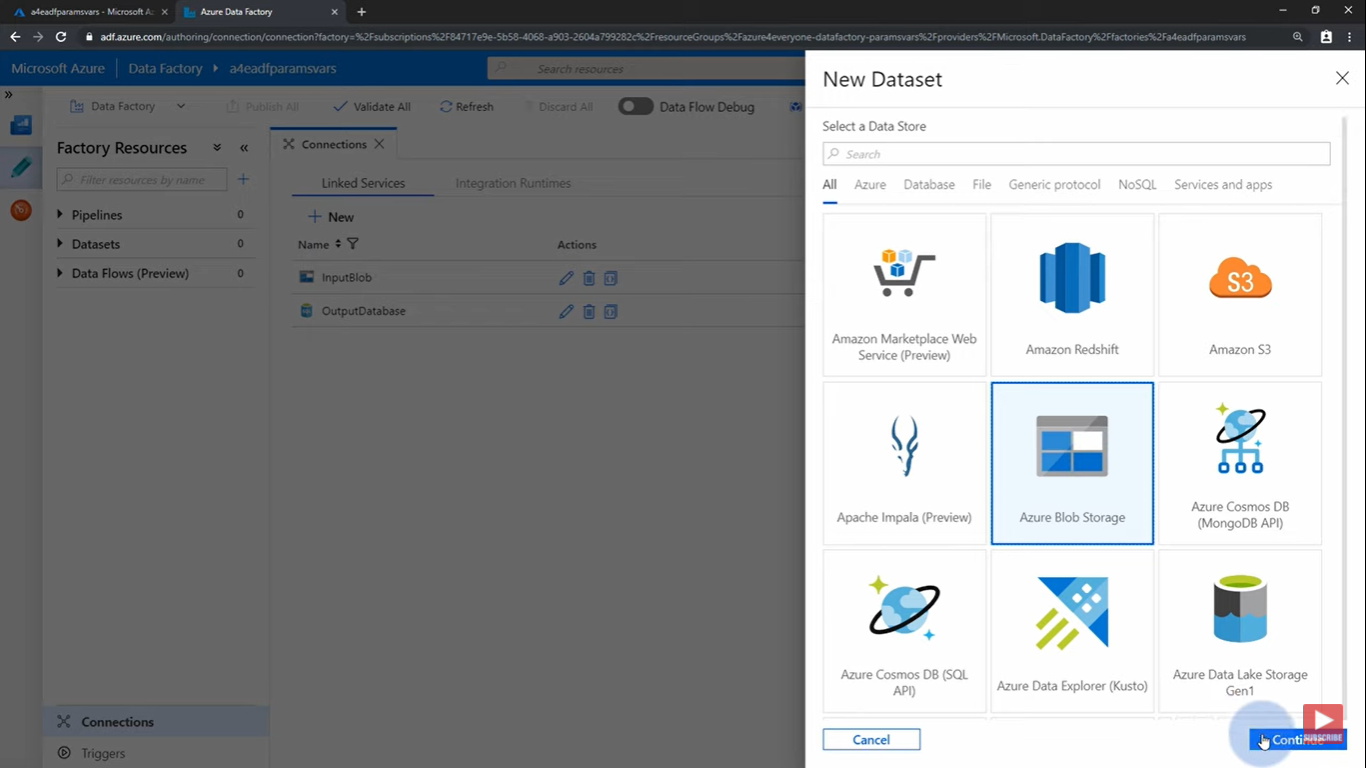 a4eadfparamsvars - Microsoft A
Azure Data Factory
adf.azure.com/authoring/connection/connection?factory=%2Fsubscriptions%2F84717e9e-5b58-4068-a903-2604a799282c%2FresourceGroups%2Fazure4everyone-datafactory-paramsvars%2Fproviders%2FMicrosoft.DataFactory%2Ffactories%2Fa4eadfparamsvars
Microsoft Azure
Data Factory
a4eadfparamsvars
Search resources
Data Factory
Publish All
Validate All
Refresh
Discard All
Data Flow Debug
Factory Resources
Filter resources by name
Pipelines 0
Datasets 0
Data Flows (Preview) 0
Connections
Triggers
Connections
Linked Services
Integration Runtimes
New
Name
Actions
InputBlob
OutputDatabase
New Dataset
Select a Data Store
Search
All Azure Database File Generic protocol NoSQL Services and apps
Amazon Marketplace Web
Service (Preview)
Amazon Redshift
S3
Amazon S3
Apache Impala (Preview)
Azure Blob Storage
Azure Cosmos DB
(MongoDB API)
Azure Cosmos DB (SQL
API)
Azure Data Explorer (Kusto)
Azure Data Lake Storage
Gen1
Cancel
Continue
SUBSCRIBE